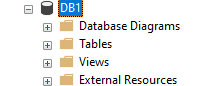 DB1
Database Diagrams
Tables
Views
External Resources